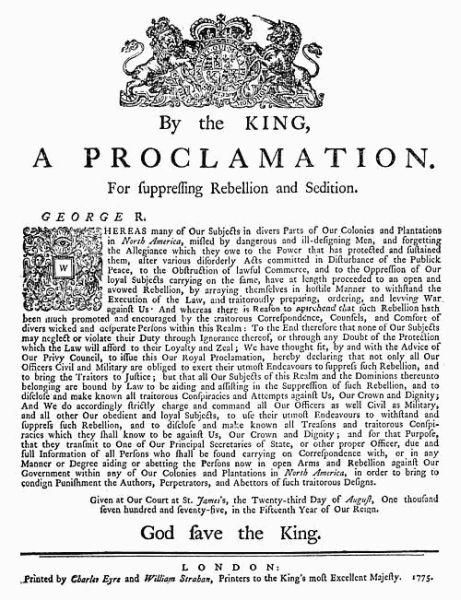 By the KING,
A PROCLAMATION.
For ſuppreſſing Rebellion and Sedition.
GEORGE R.
WHEREAS many of Our Subjects in divers Parts of Our Colonies and Plantations
in North America, miſled by dangerous and ill-deſigning Men, and forgetting
the Allegiance which they owe to the Power that has protected and ſuſtained
them, after various diſorderly Acts committed in Diſturbance of the Publick
Peace, to the Obſtruction of lawful Commerce, and to the Oppreſſion of Our
loyal Subjects carrying on the ſame, have at length proceeded to an open and
avowed Rebellion, by arraying themſelves in hoſtile Manner to withſtand the
Execution of the Law, and traitorouſly preparing, ordering, and levying War
againſt Us: And whereas there is Reaſon to apprehend that ſuch Rebellion hath
been much promoted and encouraged by the traitorous Correſpondence, Counſels, and Comfort of
divers wicked and deſperate Perſons within this Realm: To the End therefore that none of Our Subjects
may neglect or violate their Duty through Ignorance thereof, or through any Doubt of the Protection
which the Law will afford to their Loyalty and Zeal; We have thought fit, by and with the Advice of
Our Privy Council, to iſſue this Our Royal Proclamation, hereby declaring that not only all Our
Officers Civil and Military are obliged to exert their utmoſt Endeavours to ſuppreſs ſuch Rebellion, and
to bring the Traitors to Juſtice; but that all Our Subjects of this Realm and the Dominions thereunto
belonging are bound by Law to be aiding and aſſiſting in the Suppreſſion of ſuch Rebellion, and to
diſcloſe and make known all traitorous Conſpiracies and Attempts againſt Us, Our Crown and Dignity;
And We do accordingly ſtrictly charge and command all Our Officers as well Civil as Military,
and all other Our obedient and loyal Subjects, to uſe their utmoſt Endeavours to withſtand and
ſuppreſs ſuch Rebellion, and to diſcloſe and make known all Treaſons and traitorous Conſpi-
racies which they ſhall know to be againſt Us, Our Crown and Dignity; and for that Purpoſe,
that they tranſmit to One of Our Principal Secretaries of State, or other proper Officer, due and
full Information of all Perſons who ſhall be found carrying on Correſpondence with, or in any
Manner or Degree aiding or abetting the Perſons now in open Arms and Rebellion againſt Our
Government within any of Our Colonies and Plantations in North America, in order to bring to
condign Puniſhment the Authors, Perpetrators, and Abettors of ſuch traitorous Deſigns.
Given at Our Court at St. James's, the Twenty-third Day of Auguſt, One thouſand
ſeven hundred and ſeventy-five, in the Fifteenth Year of Our Reign.
God ſave the King.
LONDON:
Printed by Charles Eyre and William Strahan, Printers to the King's moſt Excellent Majeſty. 1775.